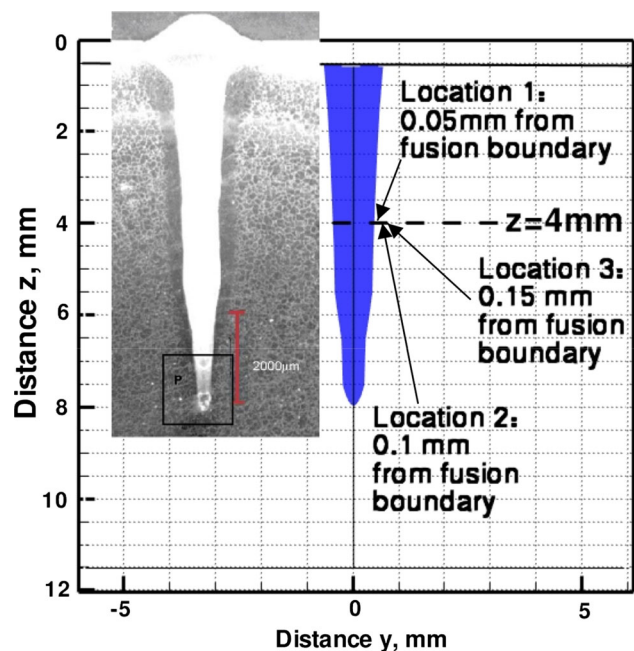 0
2
4
6
8
10
12
Distance z, mm
-5
0
5
Distance y, mm
2000µm
P
Location 1:
0.05mm from
fusion boundary
z=4mm
Location 3:
0.15 mm
from fusion
boundary
Location 2:
0.1 mm
from fusion
boundary